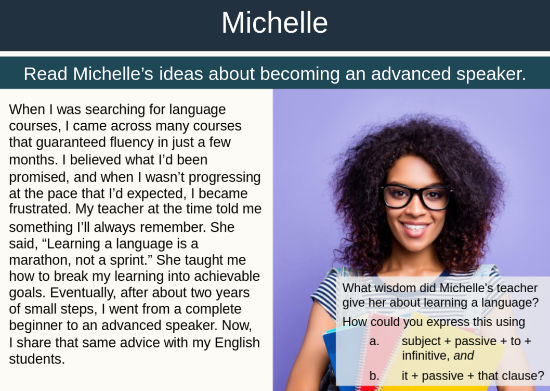 Michelle
Read Michelle’s ideas about becoming an advanced speaker.
When I was searching for language
courses, I came across many courses
that guaranteed fluency in just a few
months. I believed what I’d been
promised, and when I wasn’t progressing
at the pace that I’d expected, I became
frustrated. My teacher at the time told me
something I’ll always remember. She
said, “Learning a language is a
marathon, not a sprint.” She taught me
how to break my learning into achievable
goals. Eventually, after about two years
of small steps, I went from a complete
beginner to an advanced speaker. Now,
I share that same advice with my English
students.
What wisdom did Michelle’s teacher
give her about learning a language?
How could you express this using
a. subject + passive + to +
infinitive, and
b. it + passive + that clause?